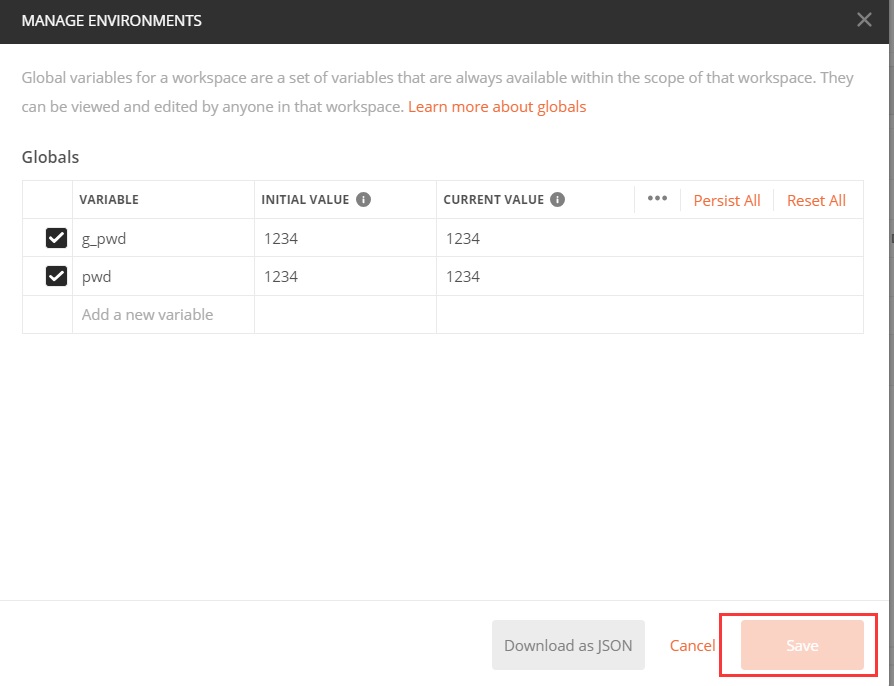 MANAGE ENVIRONMENTS
Global variables for a workspace are a set of variables that are always available within the scope of that workspace. They
can be viewed and edited by anyone in that workspace. Learn more about globals
Globals
VARIABLE INITIAL VALUE CURRENT VALUE ••• Persist All Reset All
g_pwd 1234 1234
pwd 1234 1234
Add a new variable
Download as JSON Cancel Save